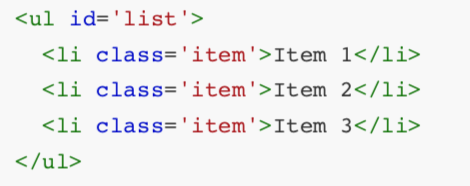 <ul id='list'>
<li class='item'>Item 1</li>
<li class='item'>Item 2</li>
<li class='item'>Item 3</li>
</ul>